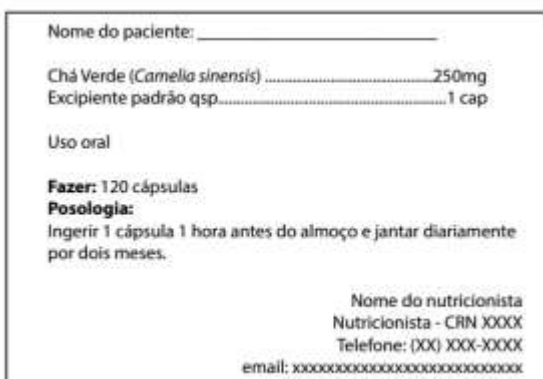 Nome do paciente: ___________________________
Chá Verde (Camelia sinensis) ..........................................250mg
Excipiente padrão qsp.........................................................1 cap
Uso oral
Fazer: 120 cápsulas
Posologia:
Ingerir 1 cápsula 1 hora antes do almoço e jantar diariamente
por dois meses.
Nome do nutricionista
Nutricionista - CRN XXXX
Telefone: (XX) XXX-XXXX
email: xxxxxxxxxxxxxxxxxxxxxxxxxxx